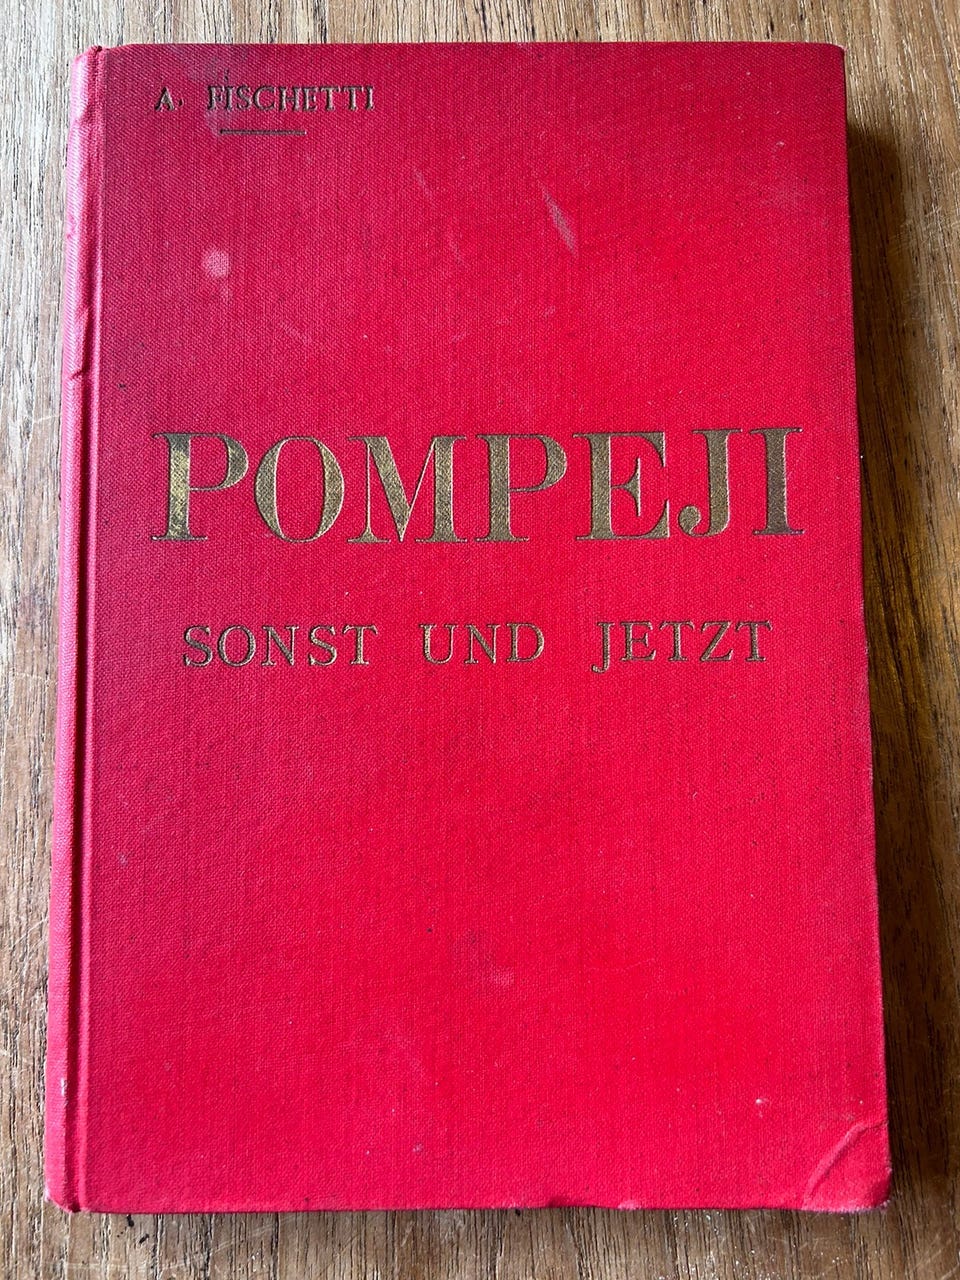 A. FISCHETTI
POMPEJI
SONST UND JETZT